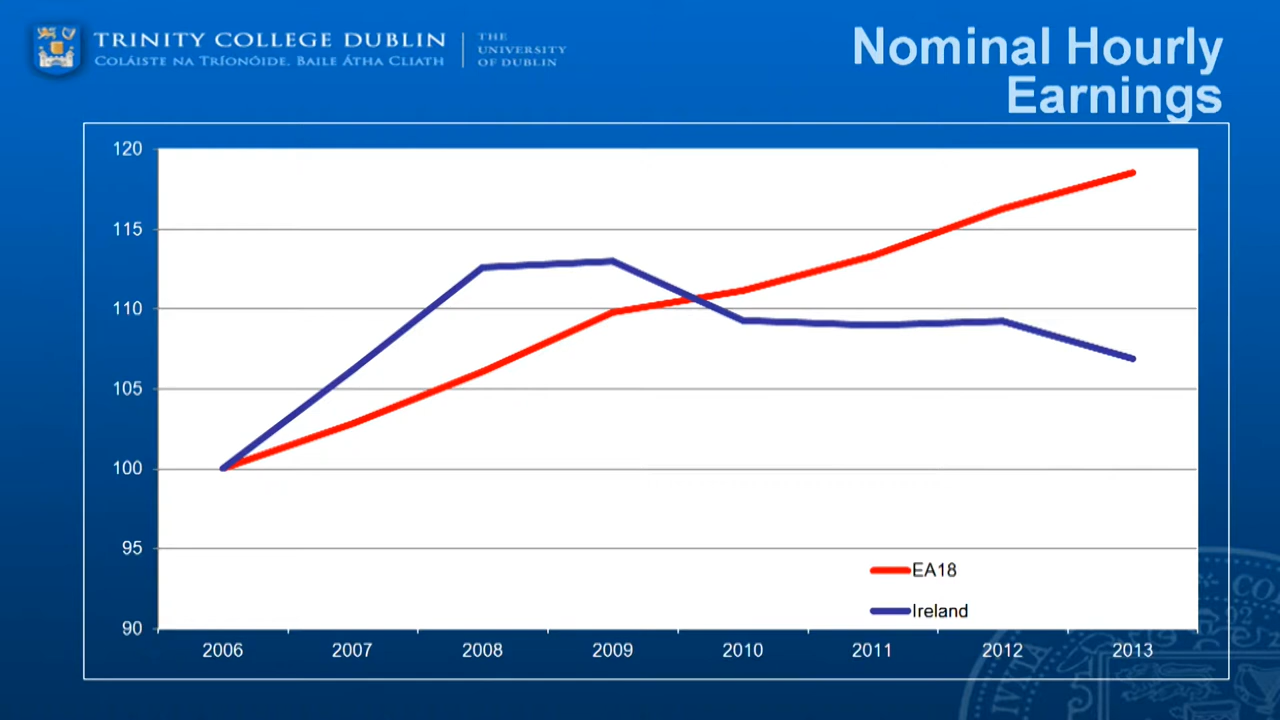 TRINITY COLLEGE DUBLIN
COLÁISTE NA TRÍONÓIDE, BAILE ÁTHA CLIATH
THE
UNIVERSITY
OF DUBLIN
Nominal Hourly
Earnings
120
115
110
105
100
95
90
EA18
Ireland
2006 2007 2008 2009 2010 2011 2012 2013